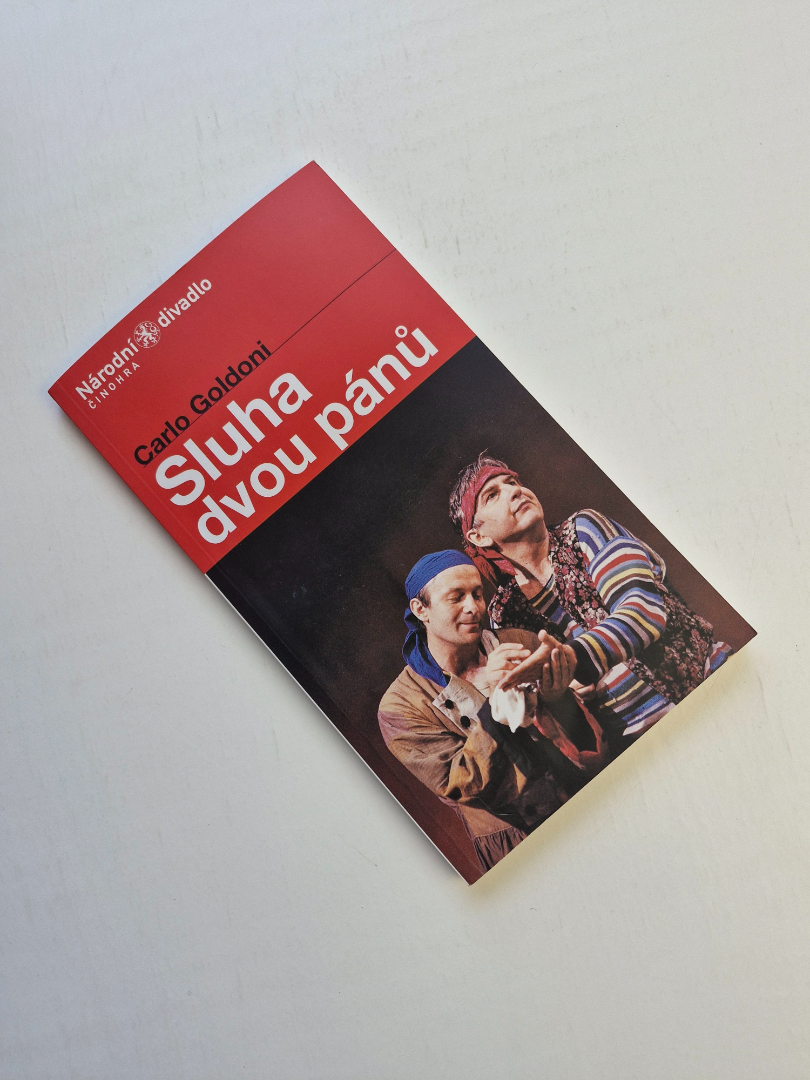 Národní divadlo
ČINOHRA
Carlo Goldoni
Sluha
dvou pánů